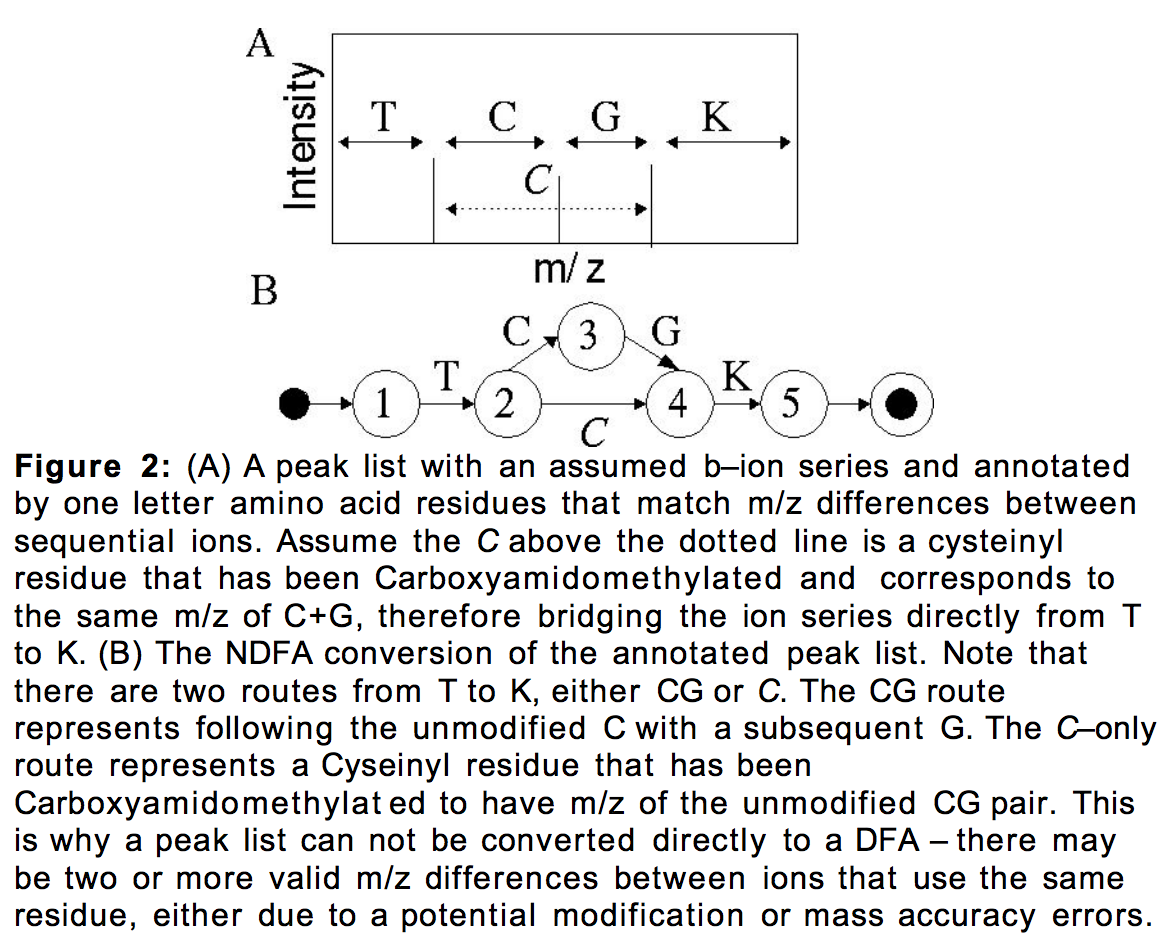 A
Intensity
T C G K
C
m/ z
B
C 3 G
1 T 2 4 K 5
C
Figure 2: (A) A peak list with an assumed b–ion series and annotated
by one letter amino acid residues that match m/z differences between
sequential ions. Assume the C above the dotted line is a cysteinyl
residue that has been Carboxyamidomethylated and corresponds to
the same m/z of C+G, therefore bridging the ion series directly from T
to K. (B) The NDFA conversion of the annotated peak list. Note that
there are two routes from T to K, either CG or C. The CG route
represents following the unmodified C with a subsequent G. The C–only
route represents a Cyseinyl residue that has been
Carboxyamidomethylat ed to have m/z of the unmodified CG pair. This
is why a peak list can not be converted directly to a DFA – there may
be two or more valid m/z differences between ions that use the same
residue, either due to a potential modification or mass accuracy errors.